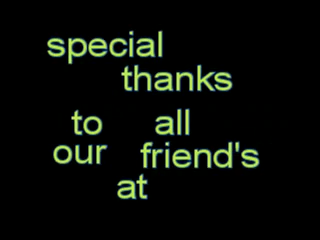 special
thanks
to all
our friend's
at